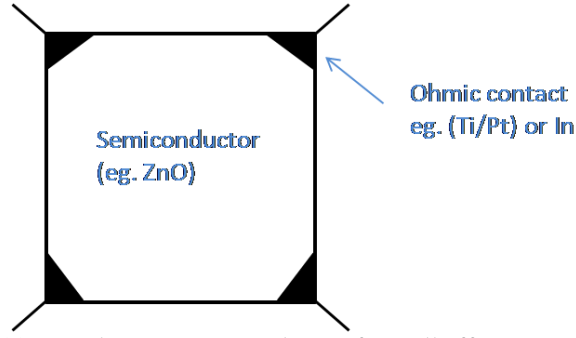 Ohmic contact
eg. (Ti/Pt) or In
Semiconductor
(eg. ZnO)